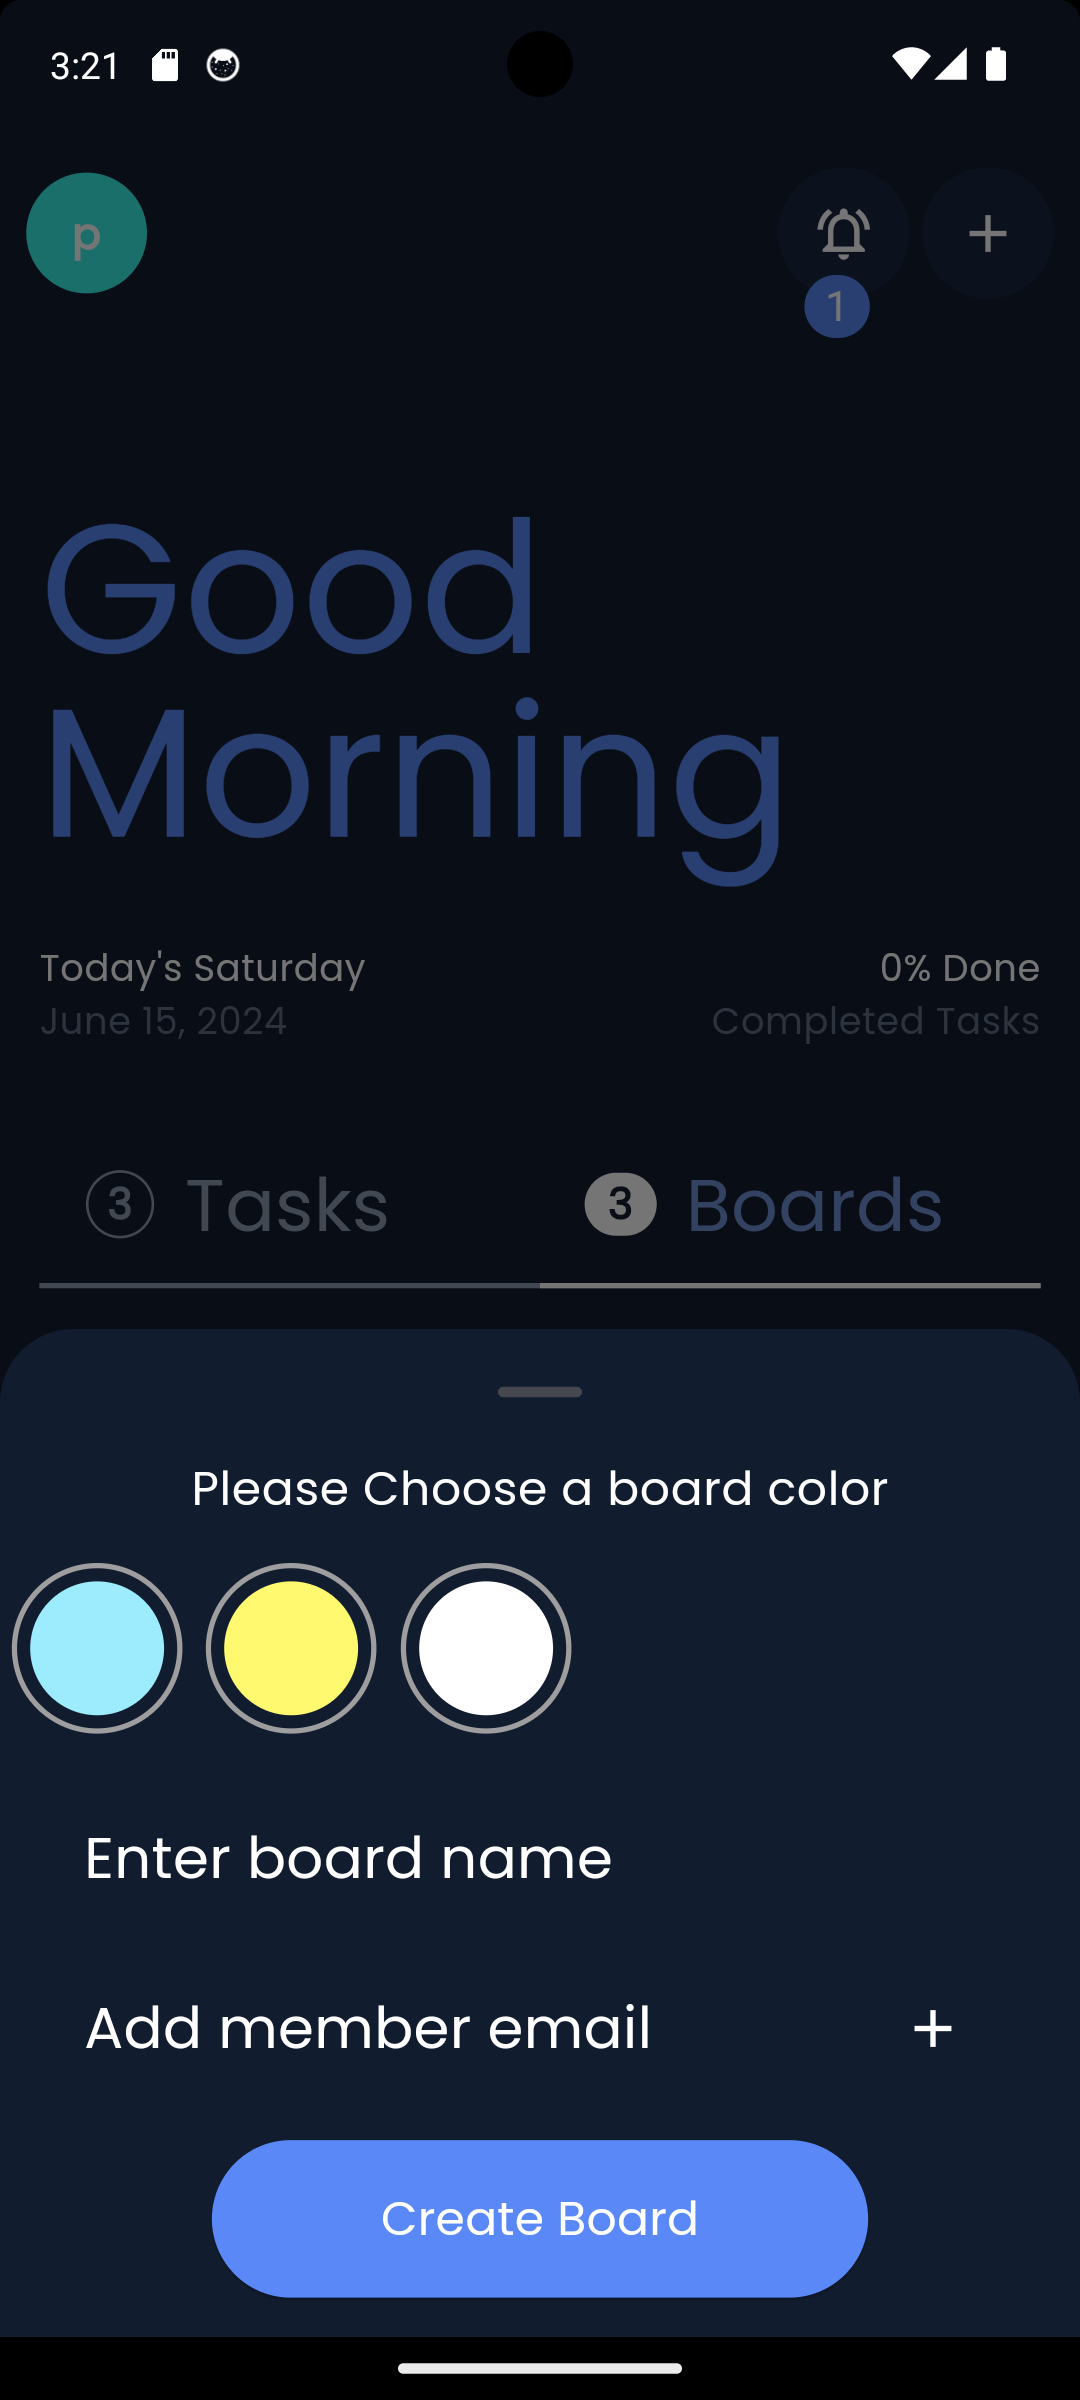 3:21
p
1
Good
Morning
Today's Saturday
0% Done
June 15, 2024
Completed Tasks
3 Tasks
3 Boards
Please Choose a board color
Enter board name
Add member email
Create Board